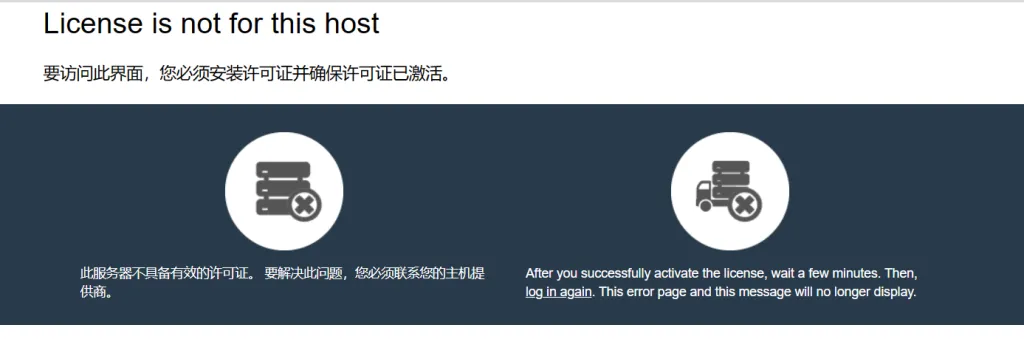 License is not for this host
要访问此界面，您必须安装许可证并确保许可证已激活。
此服务器不具备有效的许可证。 要解决此问题，您必须联系您的主机提
供商。
After you successfully activate the license, wait a few minutes. Then,
log in again. This error page and this message will no longer display.